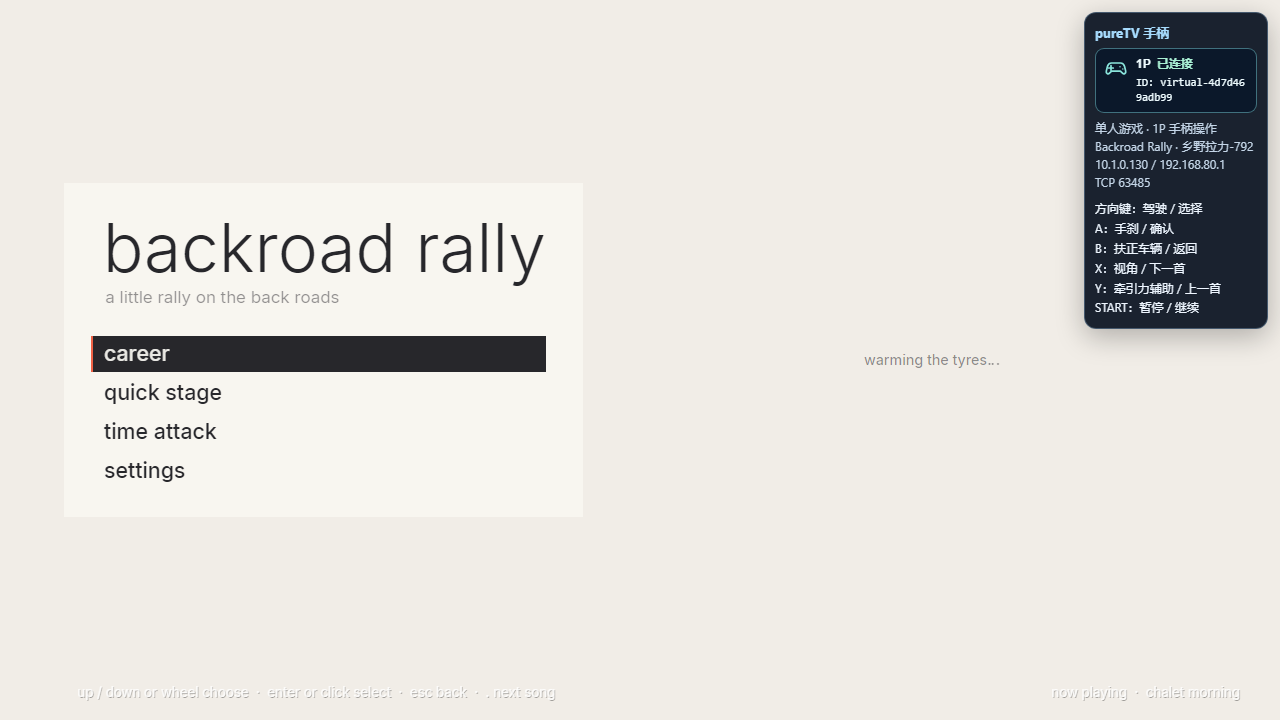 backroad rally
a little rally on the back roads
career
quick stage
time attack
settings
warming the tyres...
up / down or wheel choose · enter or click select · esc back · . next song
now playing · chalet morning
pureTV 手柄
1P 已连接
ID: virtual-4d7d46
9adb99
单人游戏 · 1P 手柄操作
Backroad Rally · 乡野拉力-792
10.1.0.130 / 192.168.80.1
TCP 63485
方向键：驾驶 / 选择
A：手刹 / 确认
B：扶正车辆 / 返回
X：视角 / 下一首
Y：牵引力辅助 / 上一首
START：暂停 / 继续